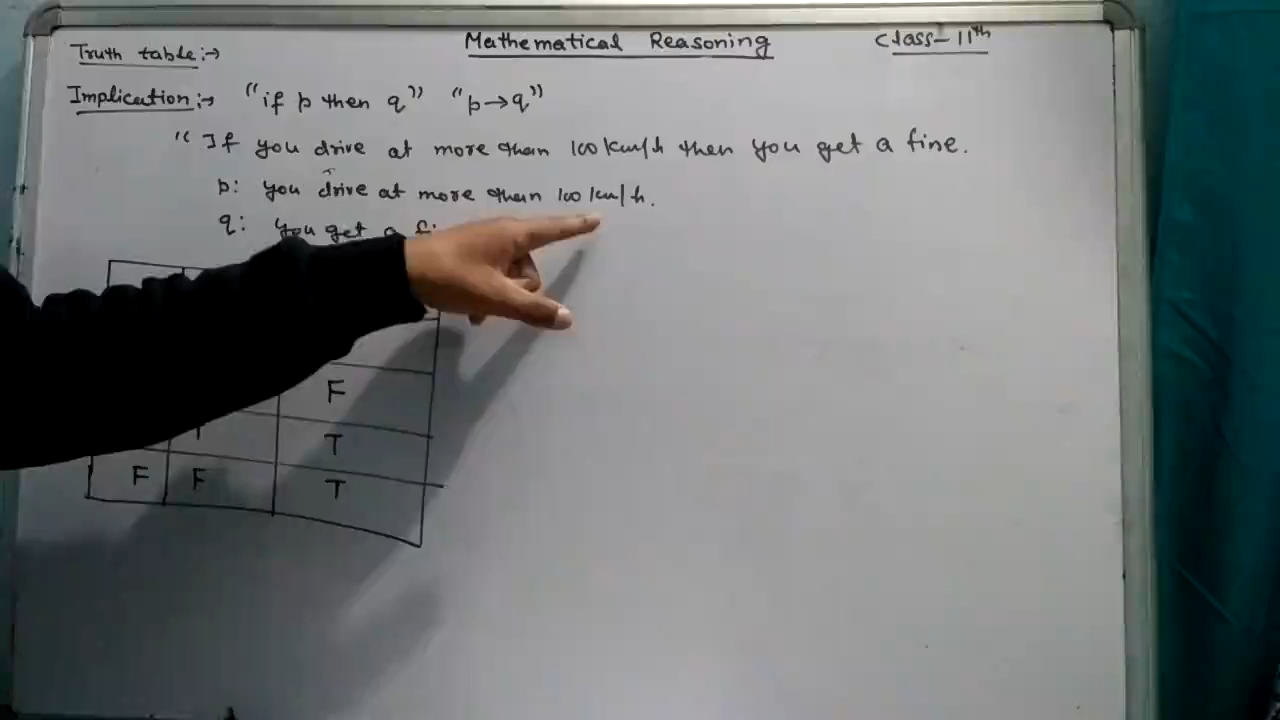 Mathematical Reasoning
Class-11th
Truth table:→
Implication:→ "if p then q" "p→q"
"If you drive at more than 100 km/h then you get a fine.
p: you drive at more than 100 km/h.
q: you get a
F
T
F F T